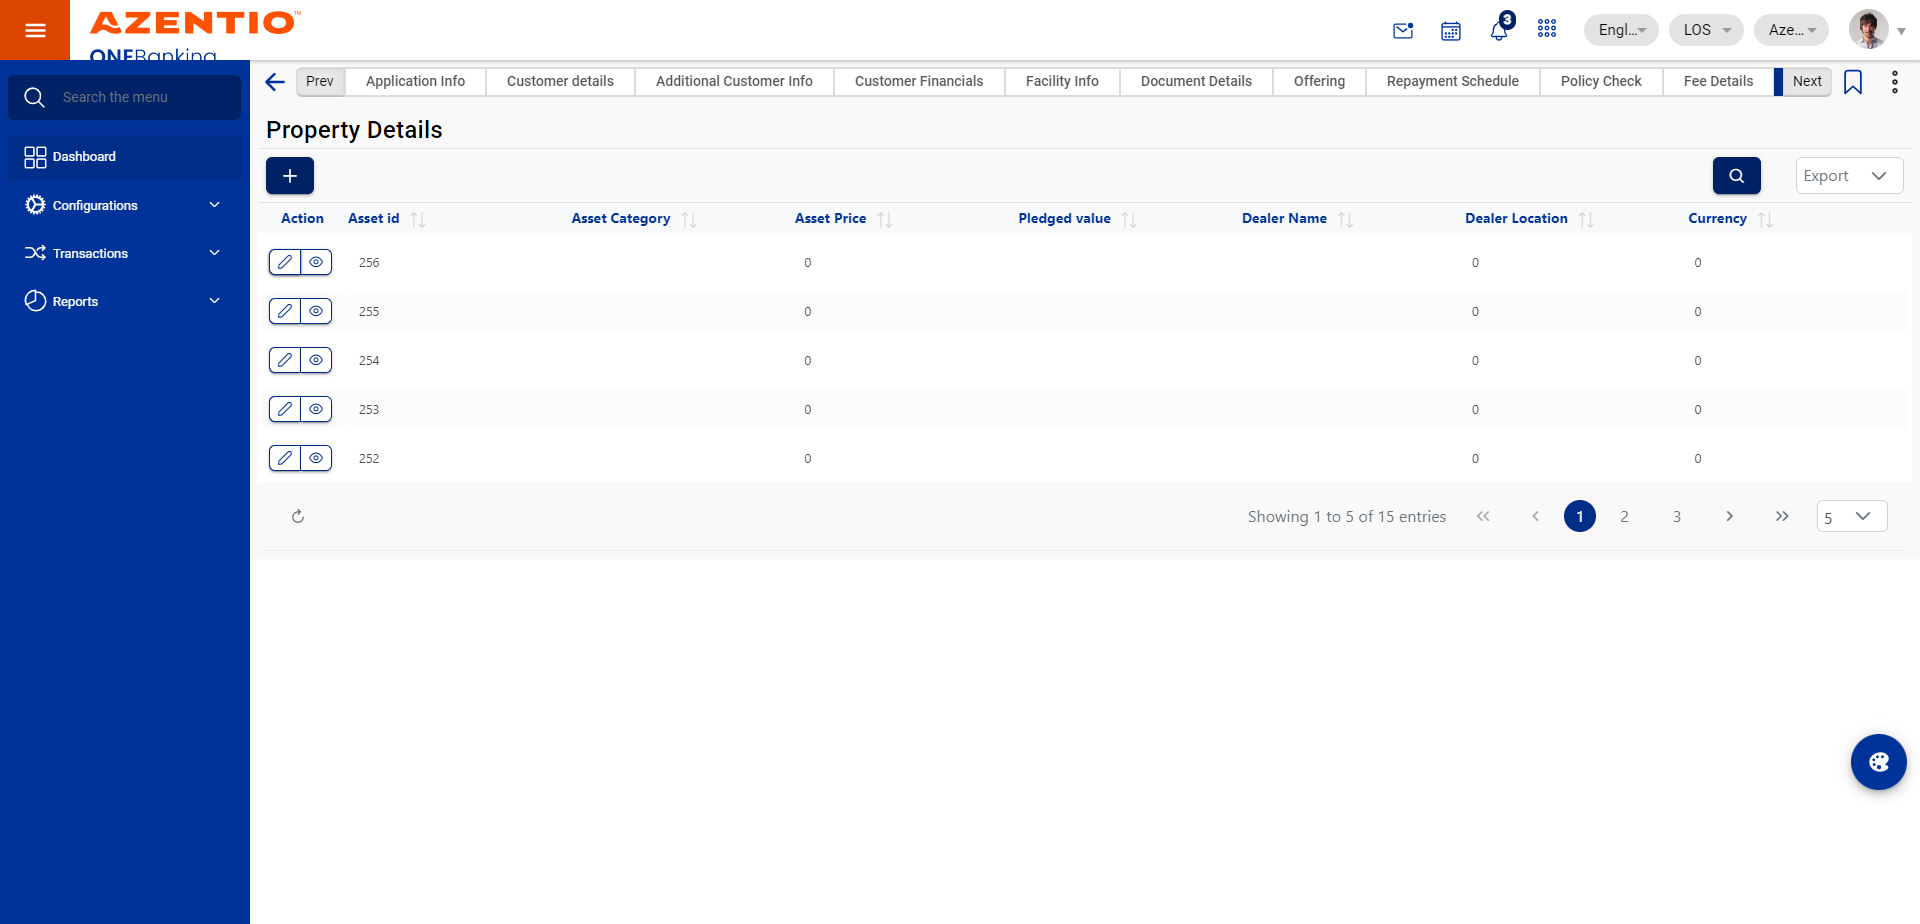 AZENTIO™
ONEBanking
3
Engl...
LOS
Aze...
Search the menu
Dashboard
Configurations
Transactions
Reports
Prev
Application Info
Customer details
Additional Customer Info
Customer Financials
Facility Info
Document Details
Offering
Repayment Schedule
Policy Check
Fee Details
Next
Property Details
+
Export
Action Asset id Asset Category Asset Price Pledged value Dealer Name Dealer Location Currency
256 0 0 0
255 0 0 0
254 0 0 0
253 0 0 0
252 0 0 0
Showing 1 to 5 of 15 entries
1 2 3
5